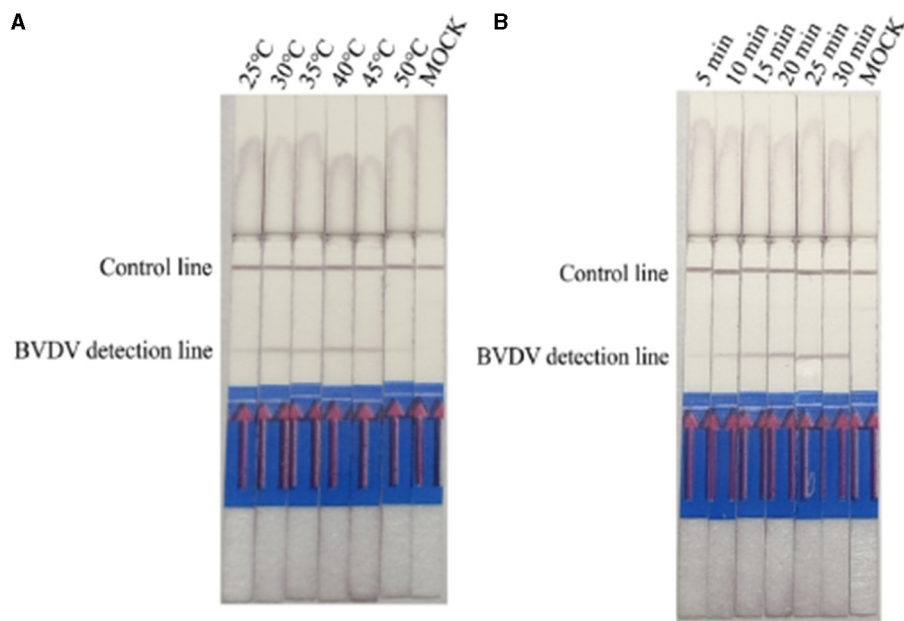 A
25°C 30°C 35°C 40°C 45°C 50°C MOCK
Control line
BVDV detection line
B
5 min 10 min 15 min 20 min 25 min 30 min MOCK
Control line
BVDV detection line